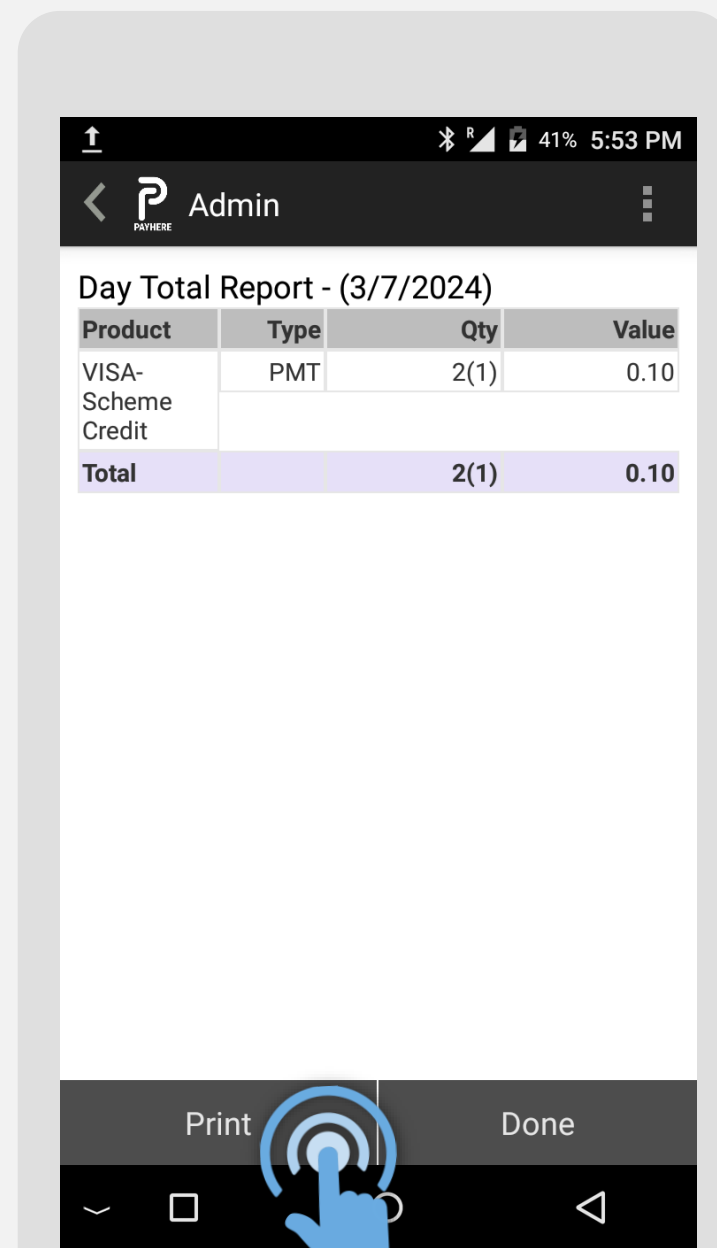 R 41% 5:53 PM
PAYHERE Admin
Day Total Report - (3/7/2024)
Product Type Qty Value
VISA- PMT 2(1) 0.10
Scheme
Credit
Total 2(1) 0.10
Print Done